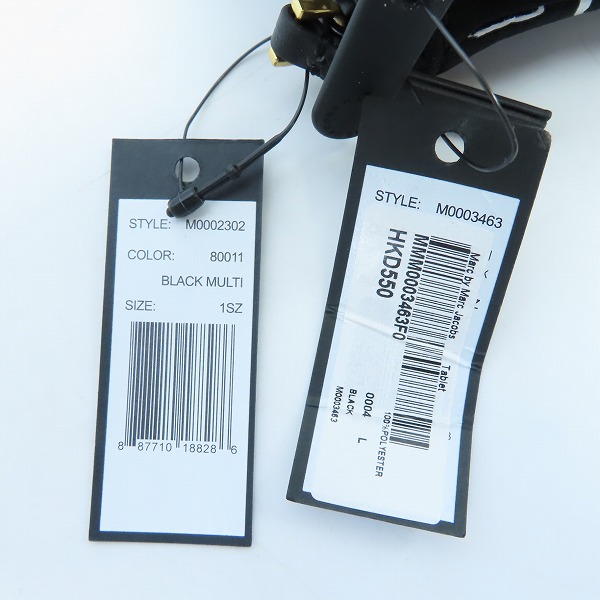 STYLE: M0002302
COLOR: 80011
BLACK MULTI
SIZE: 1SZ
8 87710 18828 6
STYLE: M0003463
Marc by Marc Jacobs Tablet
MMM0003463F0
HKD550
100%POLYESTER
0004 L
BLACK
M0003463